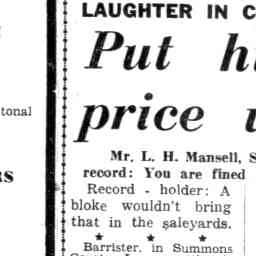 tonal
LAUGHTER IN
Put
price
Mr. L. H. Mansell,
record: You are fined
Record - holder: A
bloke wouldn't bring
that in the saleyards.
★ ★ ★
Barrister, in Summons